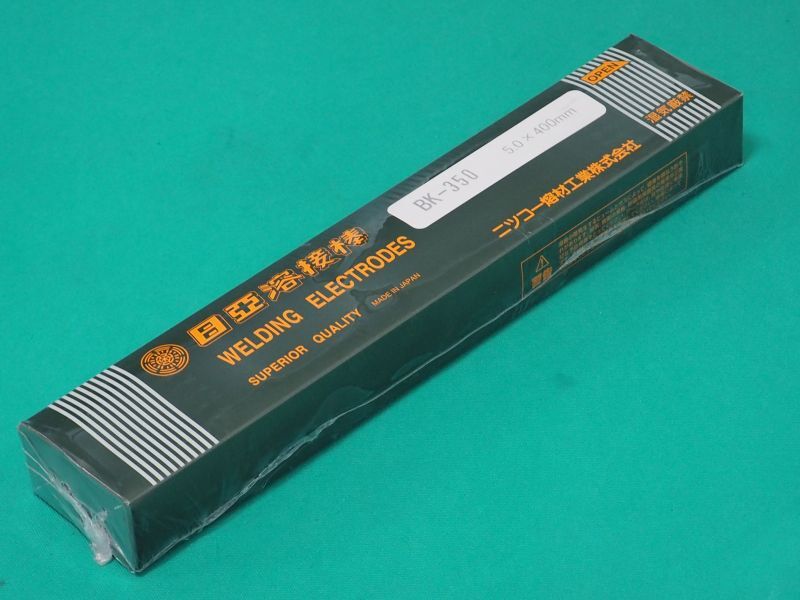 OPEN
湿気厳禁
BK-350 5.0×400mm
日亞溶接棒
WELDING ELECTRODES
SUPERIOR QUALITY MADE IN JAPAN
ニツコー熔材工業株式会社
警告